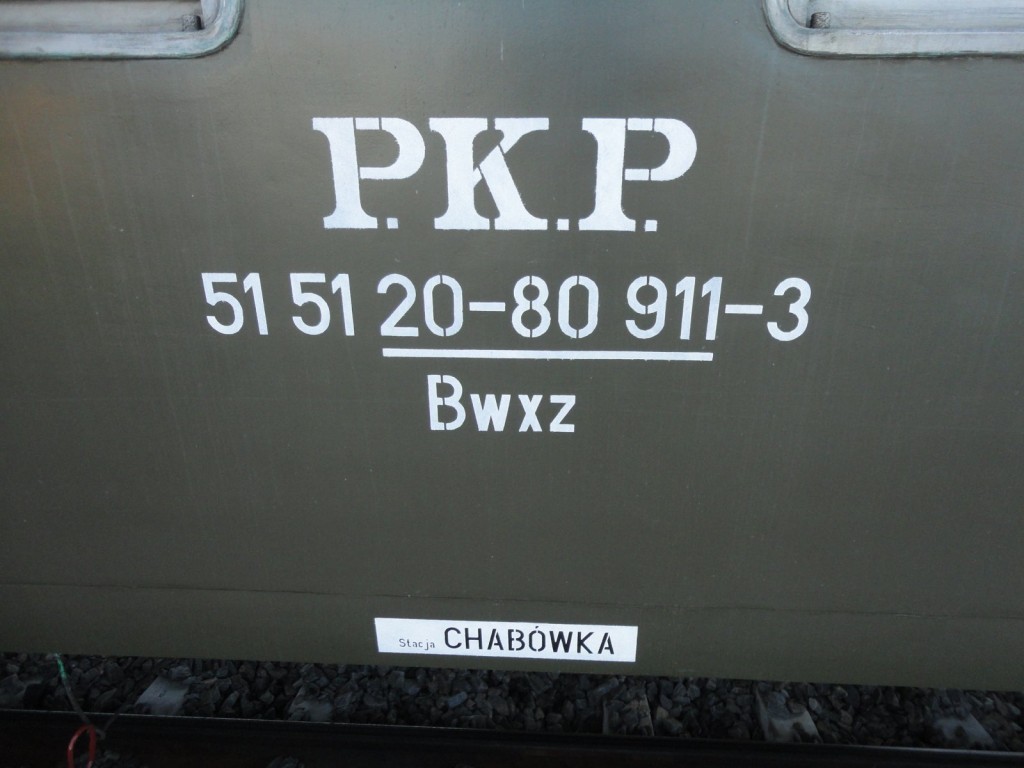 P.K.P.
51 51 20-80 911-3
Bwxz
Stacja CHABÓWKA